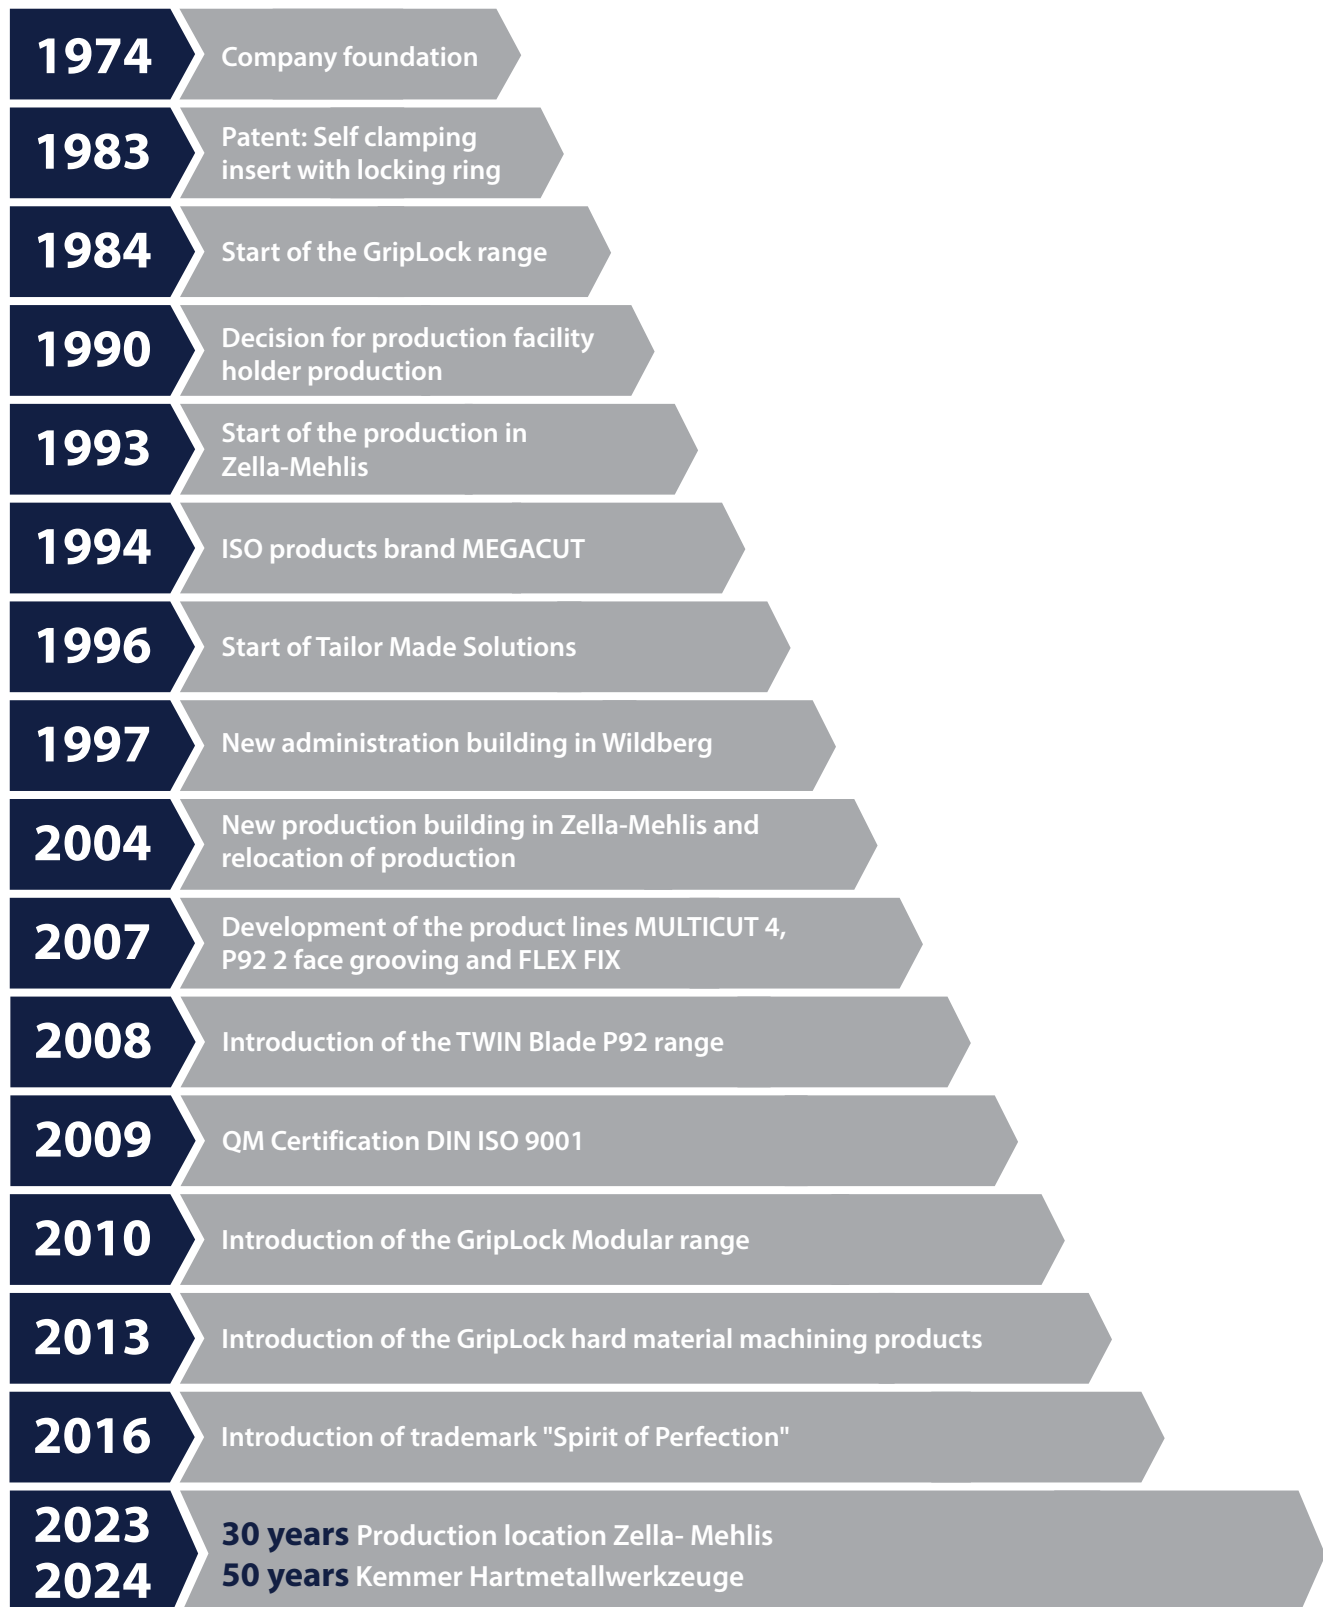 1974
Company foundation
1983
Patent: Self clamping
insert with locking ring
1984
Start of the GripLock range
1990
Decision for production facility
holder production
1993
Start of the production in
Zella-Mehlis
1994
ISO products brand MEGACUT
1996
Start of Tailor Made Solutions
1997
New administration building in Wildberg
2004
New production building in Zella-Mehlis and
relocation of production
2007
Development of the product lines MULTICUT 4,
P92 2 face grooving and FLEX FIX
2008
Introduction of the TWIN Blade P92 range
2009
QM Certification DIN ISO 9001
2010
Introduction of the GripLock Modular range
2013
Introduction of the GripLock hard material machining products
2016
Introduction of trademark "Spirit of Perfection"
2023
30 years Production location Zella- Mehlis
2024
50 years Kemmer Hartmetallwerkzeuge